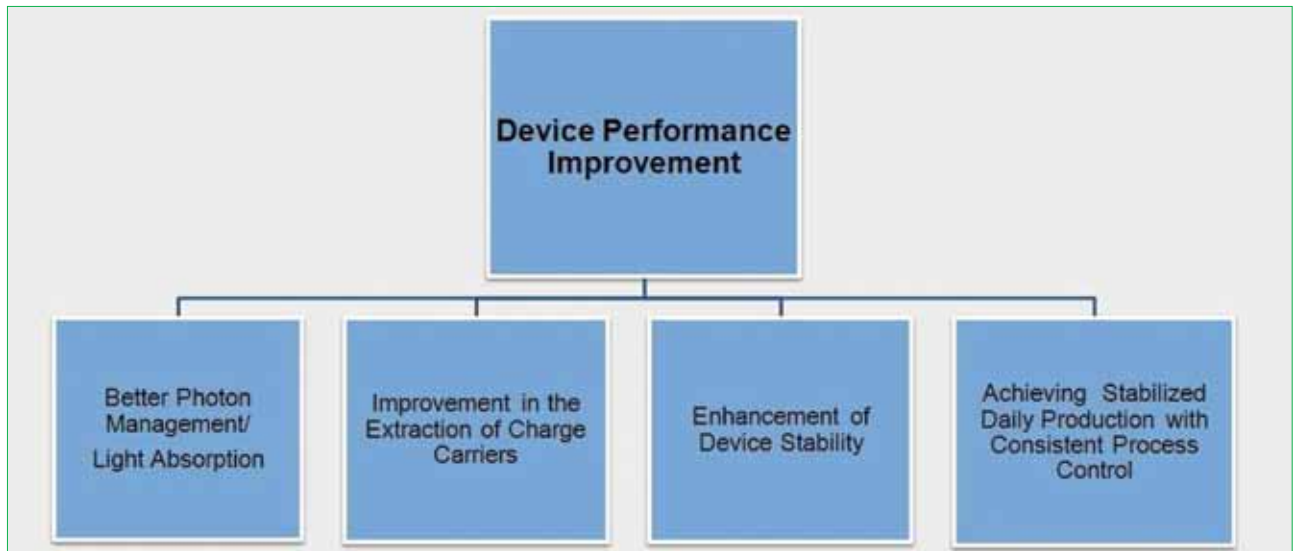 Device Performance
Improvement
Better Photon
Management/
Light Absorption
Improvement in the
Extraction of Charge
Carriers
Enhancement of
Device Stability
Achieving Stabilized
Daily Production with
Consistent Process
Control